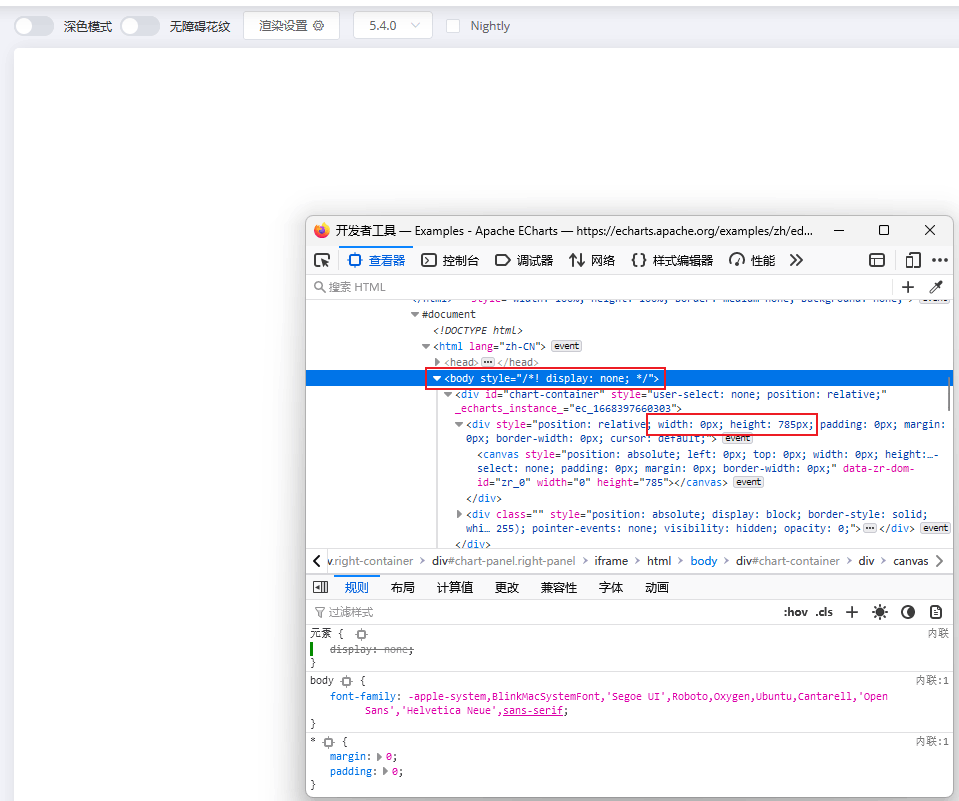 深色模式 无障碍花纹 渲染设置 5.4.0 Nightly
开发者工具 — Examples - Apache ECharts — https://echarts.apache.org/examples/zh/ed...
查看器 控制台 调试器 网络 样式编辑器 性能
搜索 HTML
#document
<!DOCTYPE html>
<html lang="zh-CN"> event
<head> </head>
<body style="/*! display: none; */">
<div id="chart-container" style="user-select: none; position: relative;"
_echarts_instance_="ec_1668397660303">
<div style="position: relative; width: 0px; height: 785px; padding: 0px; margin:
0px; border-width: 0px; cursor: default;"> event
<canvas style="position: absolute; left: 0px; top: 0px; width: 0px; height:…-
select: none; padding: 0px; margin: 0px; border-width: 0px;" data-zr-dom-
id="zr_0" width="0" height="785"></canvas> event
</div>
<div class="" style="position: absolute; display: block; border-style: solid;
whi… 255); pointer-events: none; visibility: hidden; opacity: 0;"> </div> event
</div>
v.right-container div#chart-panel.right-panel iframe html body div#chart-container div canvas
规则 布局 计算值 更改 兼容性 字体 动画
过滤样式 :hov .cls
元素 { 内联
display: none;
}
body { 内联:1
font-family: -apple-system,BlinkMacSystemFont,'Segoe UI',Roboto,Oxygen,Ubuntu,Cantarell,'Open
Sans','Helvetica Neue',sans-serif;
}
* { 内联:1
margin: 0;
padding: 0;
}